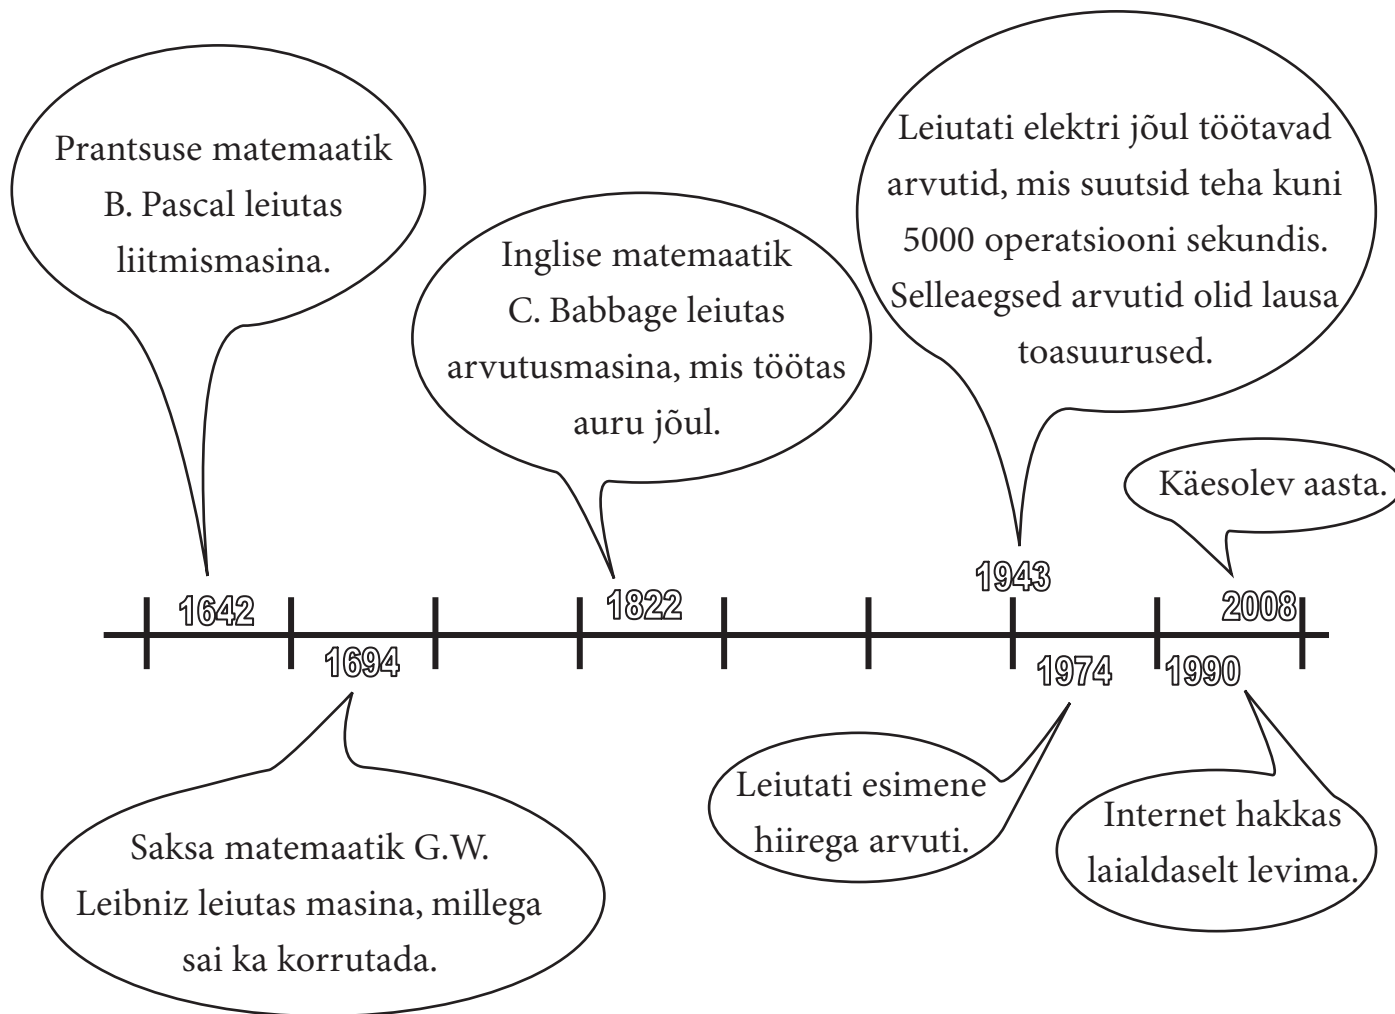 Prantsuse matemaatik
B. Pascal leiutas
liitmismasina.
Inglise matemaatik
C. Babbage leiutas
arvutusmasina, mis töötas
auru jõul.
Leiutati elektri jõul töötavad
arvutid, mis suutsid teha kuni
5000 operatsiooni sekundis.
Selleaegsed arvutid olid lausa
toasuurused.
Käesolev aasta.
1642
1822
1943
2008
1694
1974
1990
Saksa matemaatik G.W.
Leibniz leiutas masina, millega
sai ka korrutada.
Leiutati esimene
hiirega arvuti.
Internet hakkas
laialdaselt levima.